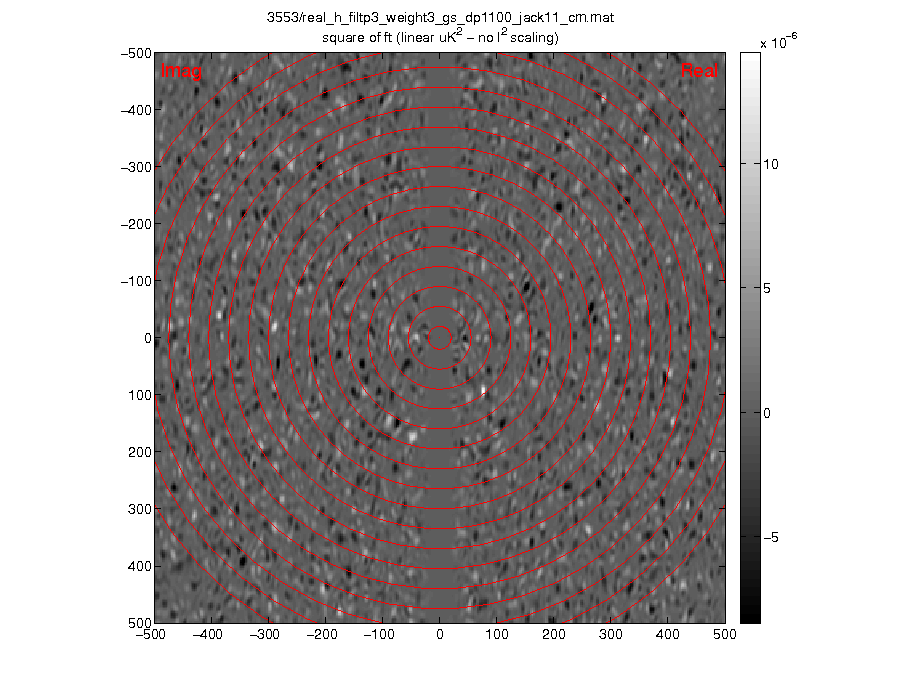 3553/real_h_filtp3_weight3_gs_dp1100_jack11_cm.mat
square of ft (linear uK² − no l² scaling)
x 10⁻⁶
Imag
Real
−500
−400
−300
−200
−100
0
100
200
300
400
500
−500 −400 −300 −200 −100 0 100 200 300 400 500
10
5
0
−5